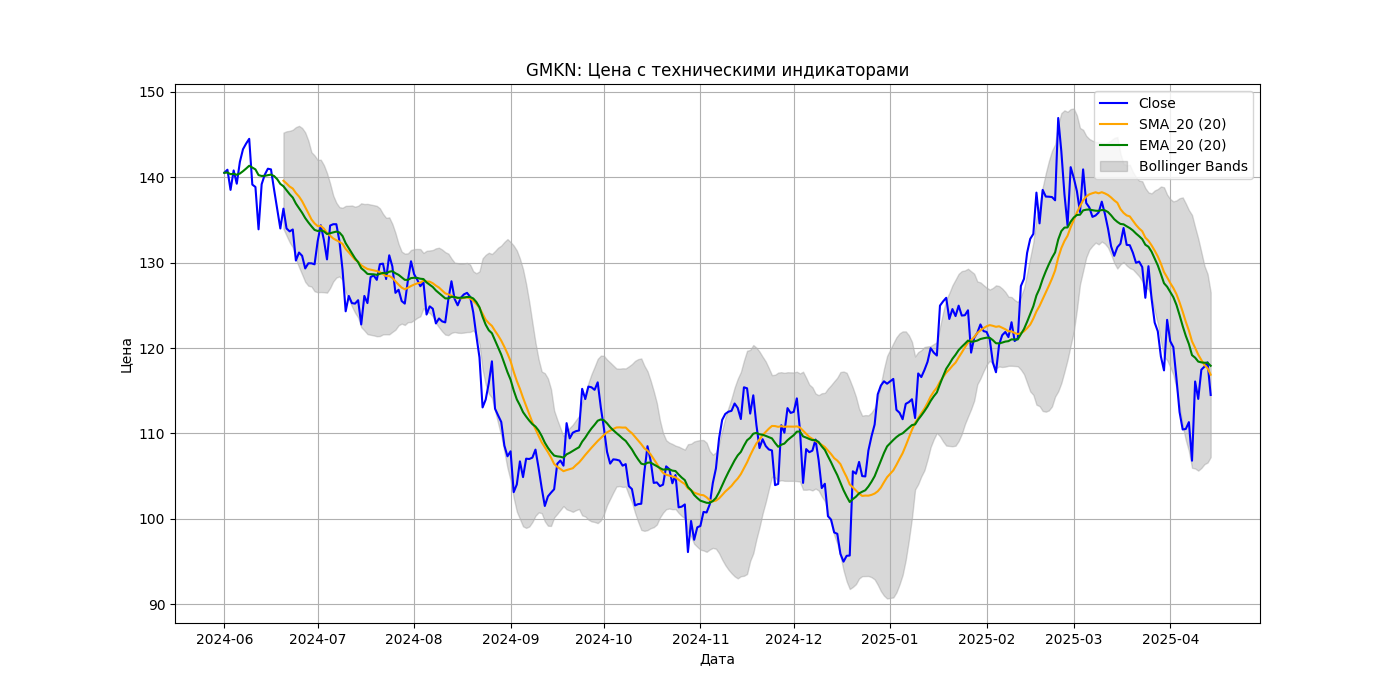 GMKN: Цена с техническими индикаторами
Close
SMA_20 (20)
EMA_20 (20)
Bollinger Bands
Цена
150
140
130
120
110
100
90
2024-06 2024-07 2024-08 2024-09 2024-10 2024-11 2024-12 2025-01 2025-02 2025-03 2025-04
Дата